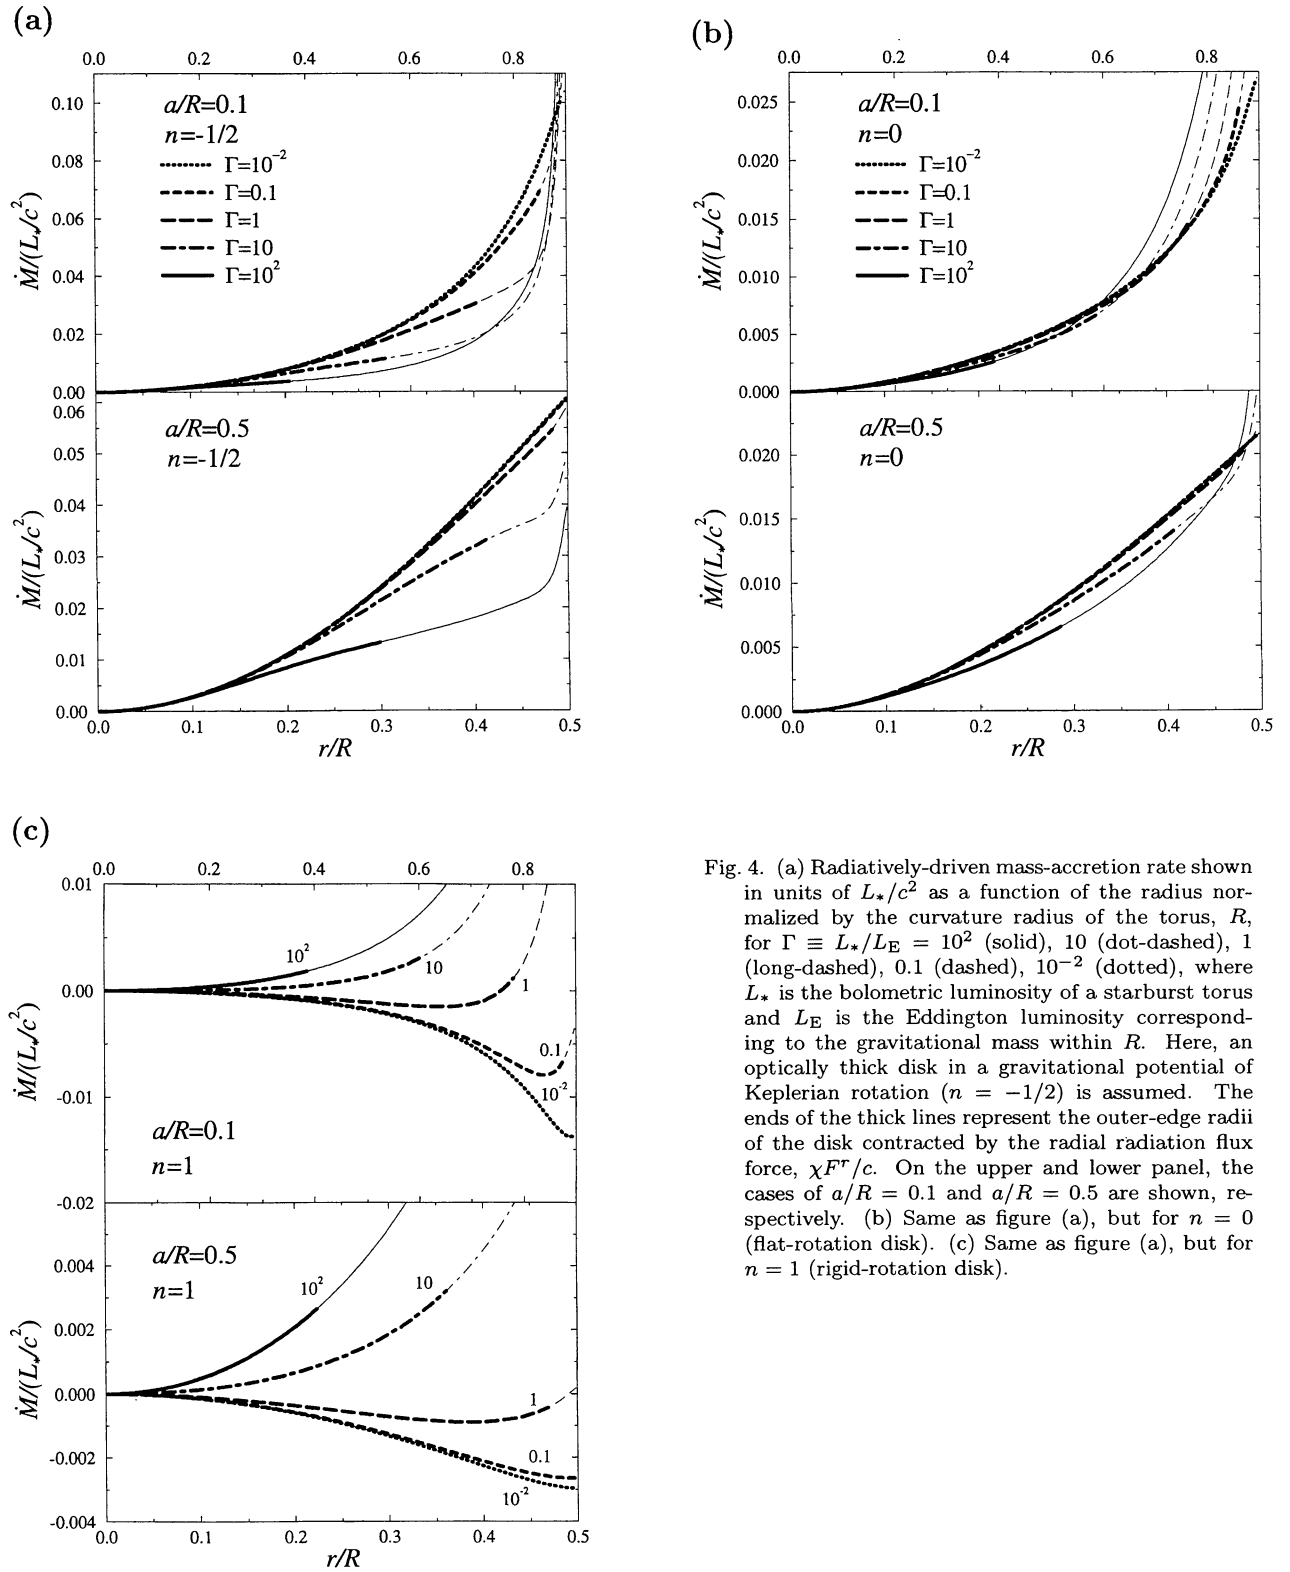 (a)
0.0 0.2 0.4 0.6 0.8
a/R=0.1
n=-1/2
Γ=10⁻²
Γ=0.1
Γ=1
Γ=10
Γ=10²
0.10
0.08
0.06
0.04
0.02
0.00
Ṁ/(L*/c²)
a/R=0.5
n=-1/2
0.06
0.05
0.04
0.03
0.02
0.01
0.00
Ṁ/(L*/c²)
0.0 0.1 0.2 0.3 0.4 0.5
r/R
(b)
0.0 0.2 0.4 0.6 0.8
a/R=0.1
n=0
Γ=10⁻²
Γ=0.1
Γ=1
Γ=10
Γ=10²
0.025
0.020
0.015
0.010
0.005
0.000
Ṁ/(L*/c²)
a/R=0.5
n=0
0.020
0.015
0.010
0.005
0.000
Ṁ/(L*/c²)
0.0 0.1 0.2 0.3 0.4 0.5
r/R
(c)
0.0 0.2 0.4 0.6 0.8
0.01
0.00
-0.01
-0.02
Ṁ/(L*/c²)
10²
10
1
0.1
10⁻²
a/R=0.1
n=1
a/R=0.5
n=1
10²
10
1
0.1
10⁻²
0.004
0.002
0.000
-0.002
-0.004
Ṁ/(L*/c²)
0.0 0.1 0.2 0.3 0.4 0.5
r/R
Fig. 4. (a) Radiatively-driven mass-accretion rate shown
in units of L*/c² as a function of the radius nor-
malized by the curvature radius of the torus, R,
for Γ ≡ L*/L_E = 10² (solid), 10 (dot-dashed), 1
(long-dashed), 0.1 (dashed), 10⁻² (dotted), where
L* is the bolometric luminosity of a starburst torus
and L_E is the Eddington luminosity correspond-
ing to the gravitational mass within R. Here, an
optically thick disk in a gravitational potential of
Keplerian rotation (n = −1/2) is assumed. The
ends of the thick lines represent the outer-edge radii
of the disk contracted by the radial radiation flux
force, χFʳ/c. On the upper and lower panel, the
cases of a/R = 0.1 and a/R = 0.5 are shown, re-
spectively. (b) Same as figure (a), but for n = 0
(flat-rotation disk). (c) Same as figure (a), but for
n = 1 (rigid-rotation disk).